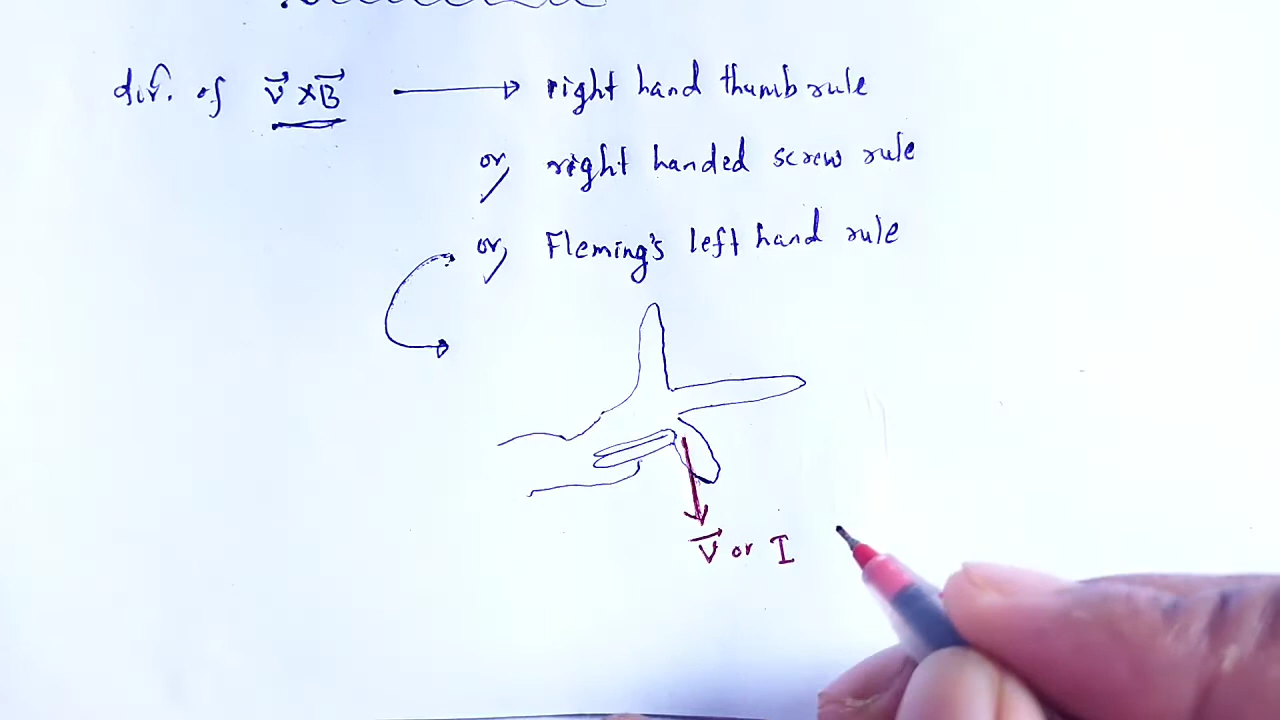 dir. of v⃗ × B⃗ ⟶ right hand thumb rule
or, right handed screw rule
or, Fleming's left hand rule
v⃗ or I